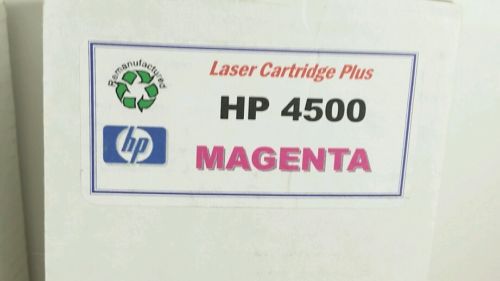 Laser Cartridge Plus
Remanufactured
HP 4500
hp
MAGENTA